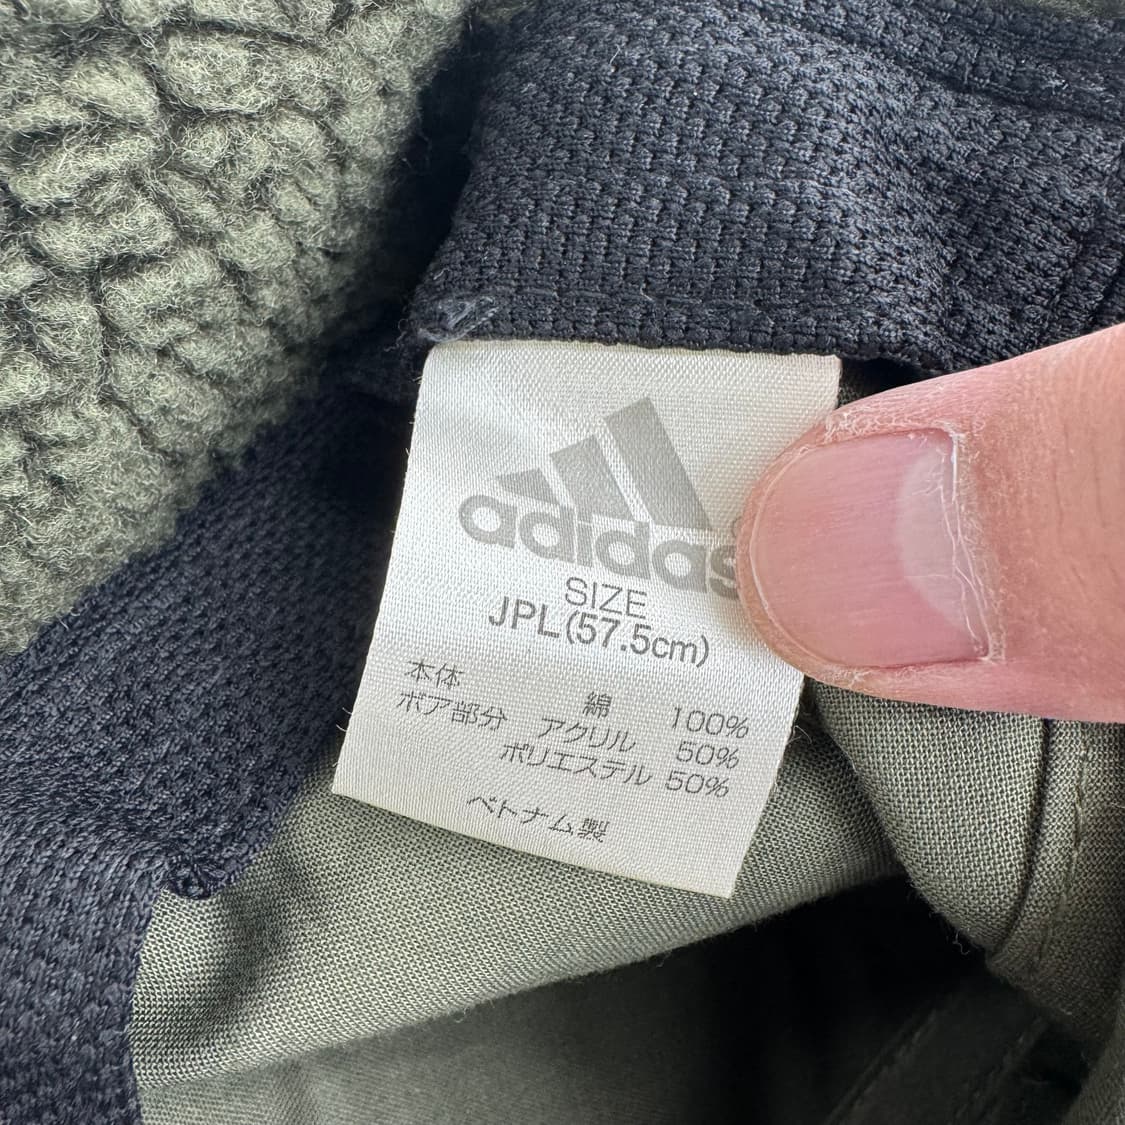 adidas
SIZE
JPL(57.5cm)
本体 綿 100%
ボア部分 アクリル 50%
ポリエステル 50%
ベトナム製